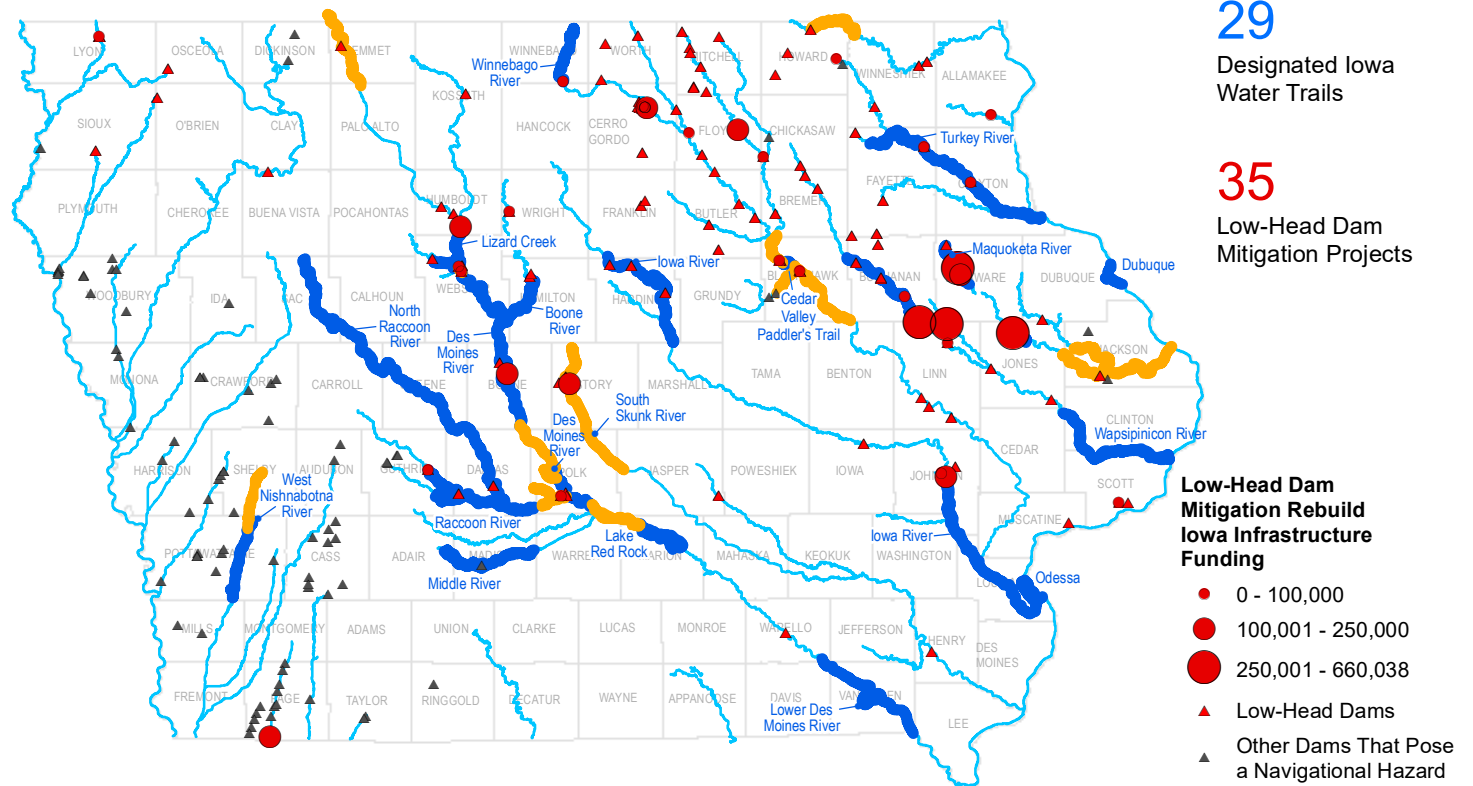 29
Designated Iowa
Water Trails
35
Low-Head Dam
Mitigation Projects
Low-Head Dam
Mitigation Rebuild
Iowa Infrastructure
Funding
0 - 100,000
100,001 - 250,000
250,001 - 660,038
Low-Head Dams
Other Dams That Pose
a Navigational Hazard
LYON
OSCEOLA
DICKINSON
EMMET
WINNEBAGO
WORTH
MITCHELL
HOWARD
WINNESHIEK
ALLAMAKEE
Winnebago
River
KOSSUTH
SIOUX
O'BRIEN
CLAY
PALO ALTO
HANCOCK
CERRO
GORDO
FLOYD
CHICKASAW
Turkey River
FAYETTE
CLAYTON
PLYMOUTH
CHEROKEE
BUENA VISTA
POCAHONTAS
HUMBOLDT
WRIGHT
FRANKLIN
BUTLER
BREMER
Lizard Creek
Iowa River
Maquoketa River
Dubuque
WOODBURY
IDA
SAC
CALHOUN
WEBSTER
HAMILTON
HARDIN
GRUNDY
BLACK HAWK
BUCHANAN
DELAWARE
DUBUQUE
North
Raccoon
River
Des
Moines
River
Boone
River
Cedar
Valley
Paddler's Trail
MONONA
CRAWFORD
CARROLL
GREENE
BOONE
STORY
MARSHALL
TAMA
BENTON
LINN
JONES
JACKSON
South
Skunk River
Des
Moines
River
CLINTON
Wapsipinicon River
CEDAR
HARRISON
SHELBY
AUDUBON
GUTHRIE
DALLAS
POLK
JASPER
POWESHIEK
IOWA
JOHNSON
SCOTT
West
Nishnabotna
River
Raccoon River
MUSCATINE
Lake
Red Rock
Iowa River
POTTAWATTAMIE
CASS
ADAIR
MADISON
WARREN
MARION
MAHASKA
KEOKUK
WASHINGTON
LOUISA
Middle River
Odessa
MILLS
MONTGOMERY
ADAMS
UNION
CLARKE
LUCAS
MONROE
WAPELLO
JEFFERSON
HENRY
DES
MOINES
FREMONT
PAGE
TAYLOR
RINGGOLD
DECATUR
WAYNE
APPANOOSE
DAVIS
VAN BUREN
LEE
Lower Des
Moines River